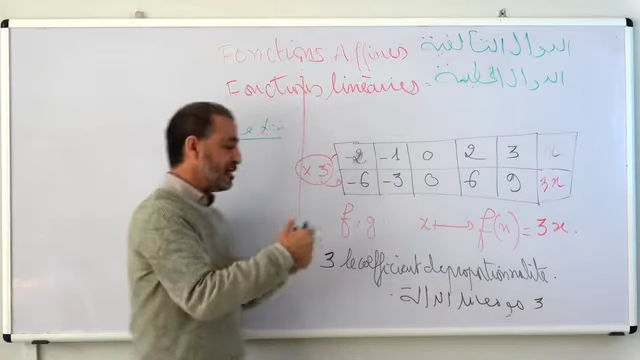 Fonctions Affines الدوال التآلفية
Fonctions linéaires. الدوال الخطية
-2 -1 0 2 3 x
×3
-6 -3 0 6 9 3x
f, g x ⟼ f(x) = 3x.
3 le coefficient de proportionnalité.
3 هو معامل الدالة.